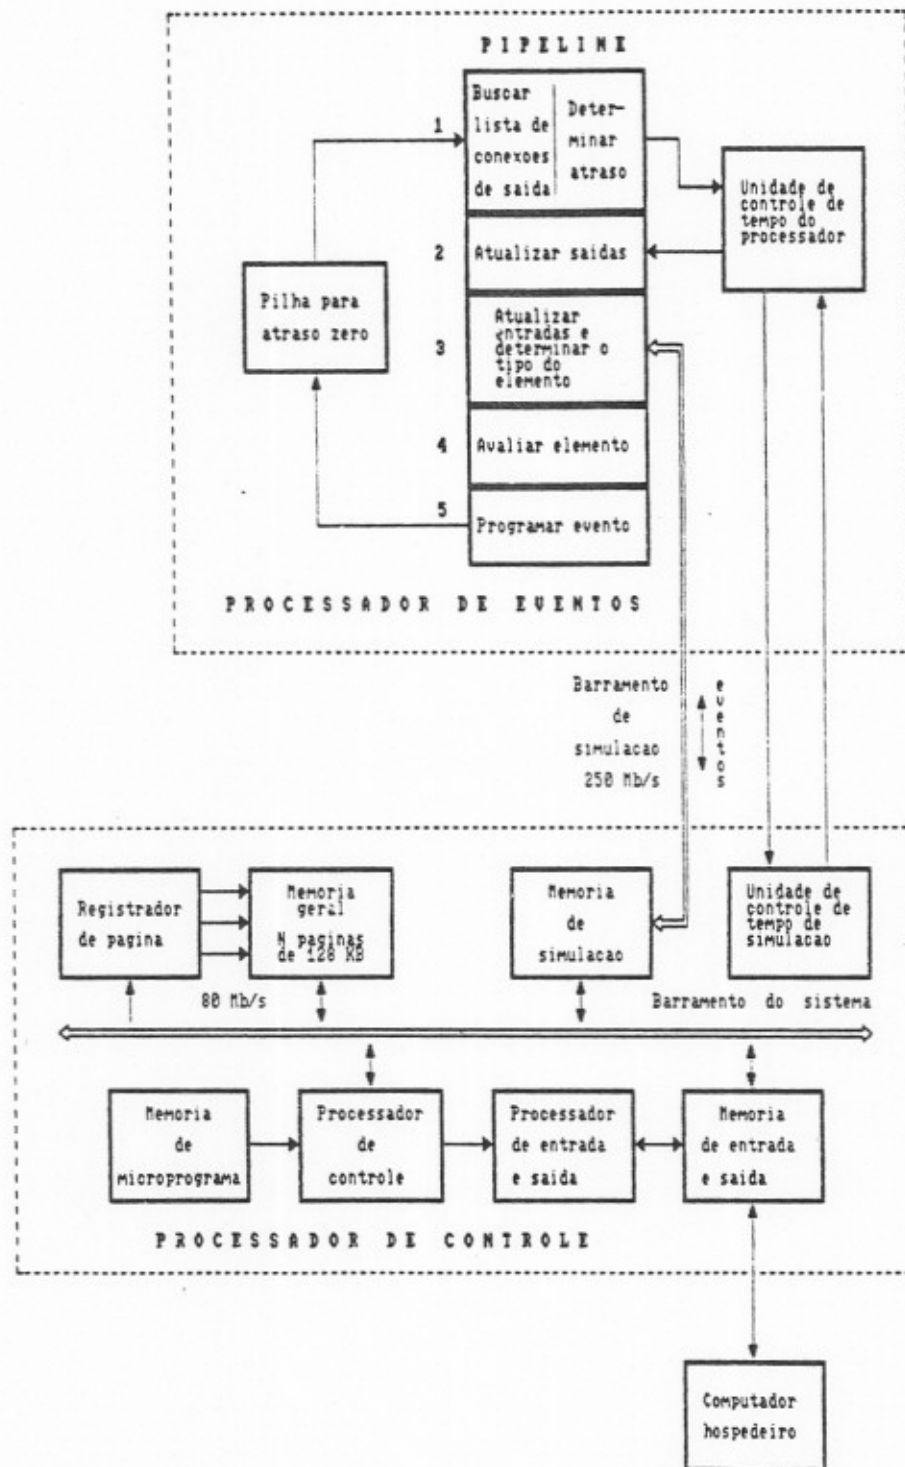 PIPELINE
1
Buscar
lista de
conexoes
de saida
Deter-
minar
atraso
Unidade de
controle de
tempo do
processador
2
Atualizar saidas
Pilha para
atraso zero
3
Atualizar
entradas e
determinar o
tipo do
elemento
4
Avaliar elemento
5
Programar evento
PROCESSADOR DE EVENTOS
Barramento
de
simulacao
250 Mb/s
eventos
Registrador
de pagina
Memoria
geral
N paginas
de 128 KB
Memoria
de
simulacao
Unidade de
controle de
tempo de
simulacao
80 Mb/s
Barramento do sistema
Memoria
de
microprograma
Processador
de
controle
Processador
de entrada
e saida
Memoria
de entrada
e saida
PROCESSADOR DE CONTROLE
Computador
hospedeiro